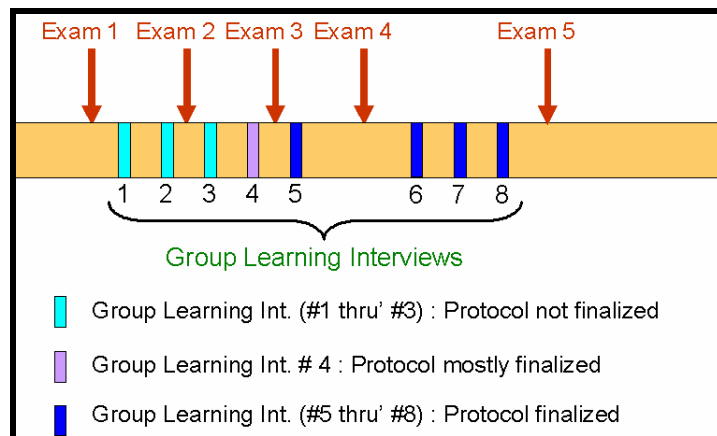 Exam 1 Exam 2 Exam 3 Exam 4 Exam 5
1 2 3 4 5 6 7 8
Group Learning Interviews
Group Learning Int. (#1 thru’ #3) : Protocol not finalized
Group Learning Int. # 4 : Protocol mostly finalized
Group Learning Int. (#5 thru’ #8) : Protocol finalized